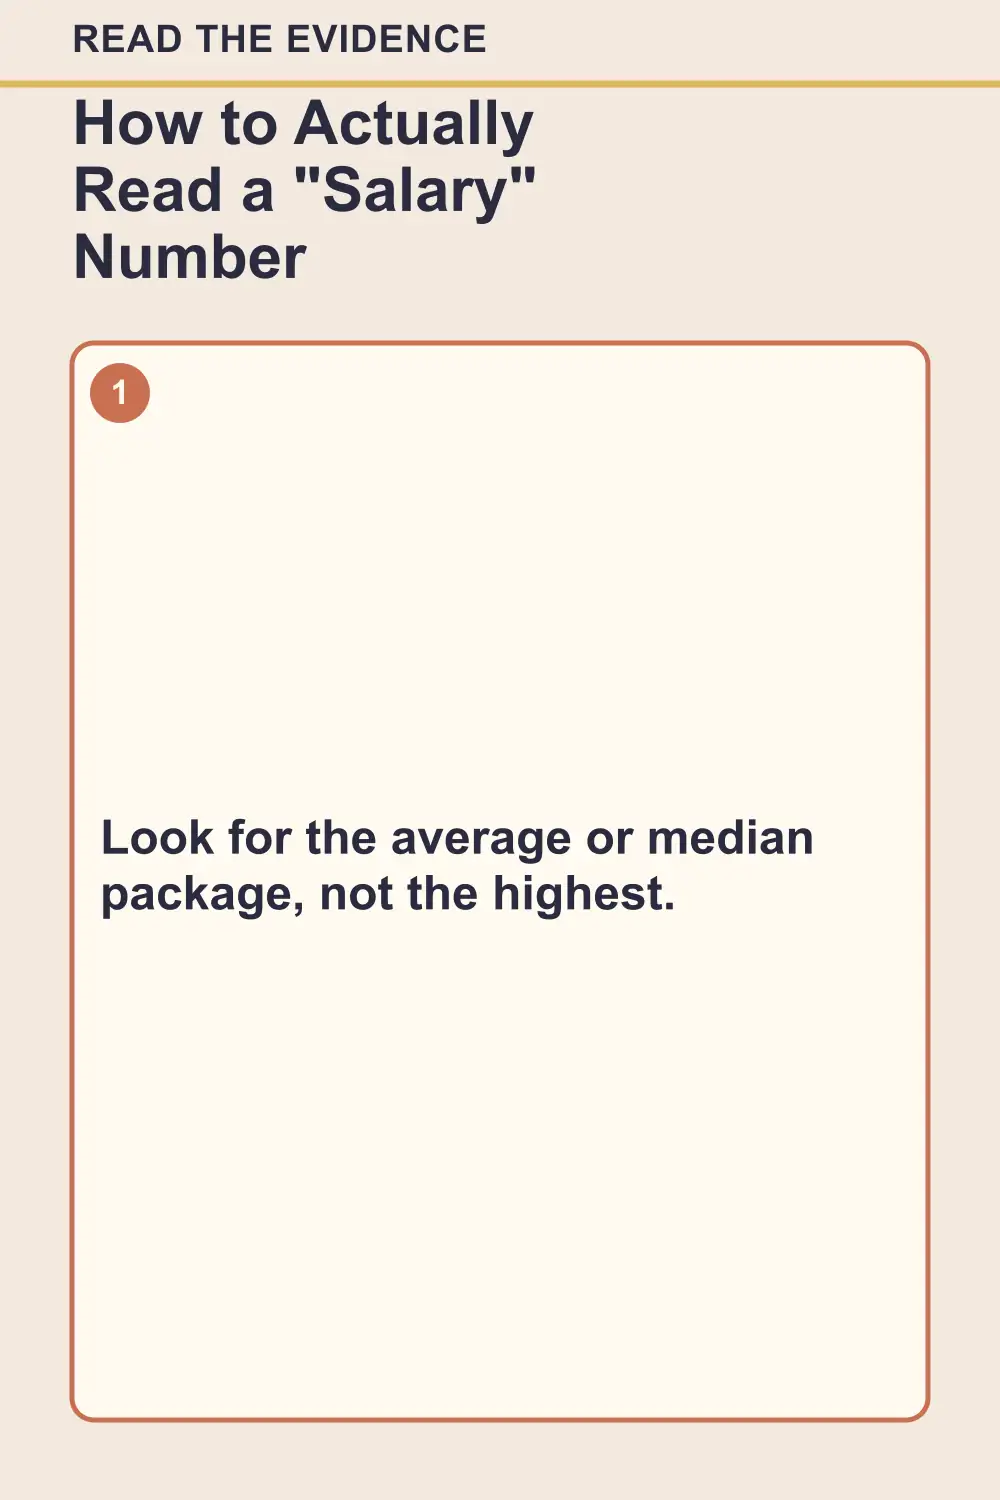 READ THE EVIDENCE
How to Actually
Read a "Salary"
Number
1
Look for the average or median
package, not the highest.